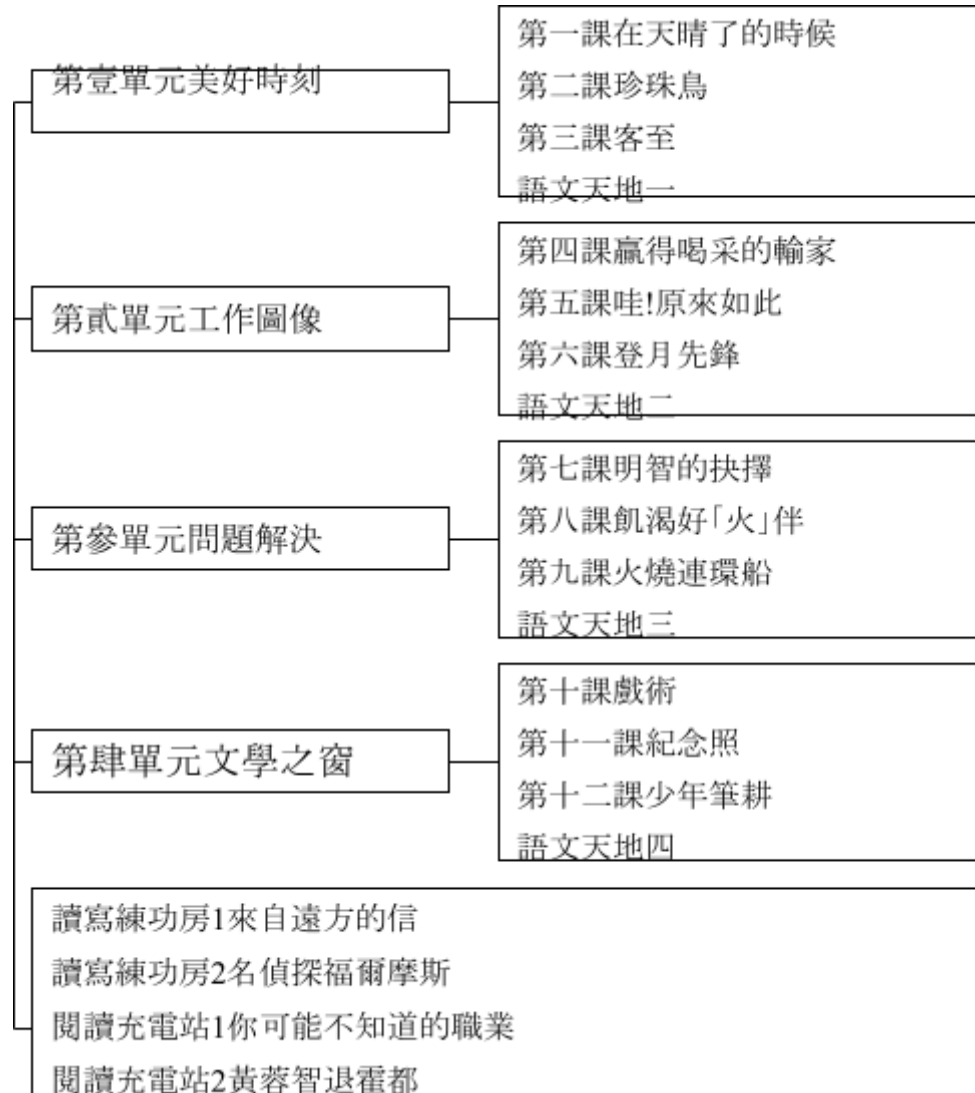 第壹單元美好時刻
第一課在天晴了的時候
第二課珍珠鳥
第三課客至
語文天地一
第貳單元工作圖像
第四課贏得喝采的輸家
第五課哇!原來如此
第六課登月先鋒
語文天地二
第參單元問題解決
第七課明智的抉擇
第八課飢渴好「火」伴
第九課火燒連環船
語文天地三
第肆單元文學之窗
第十課戲術
第十一課紀念照
第十二課少年筆耕
語文天地四
讀寫練功房1來自遠方的信
讀寫練功房2名偵探福爾摩斯
閱讀充電站1你可能不知道的職業
閱讀充電站2黃蓉智退霍都